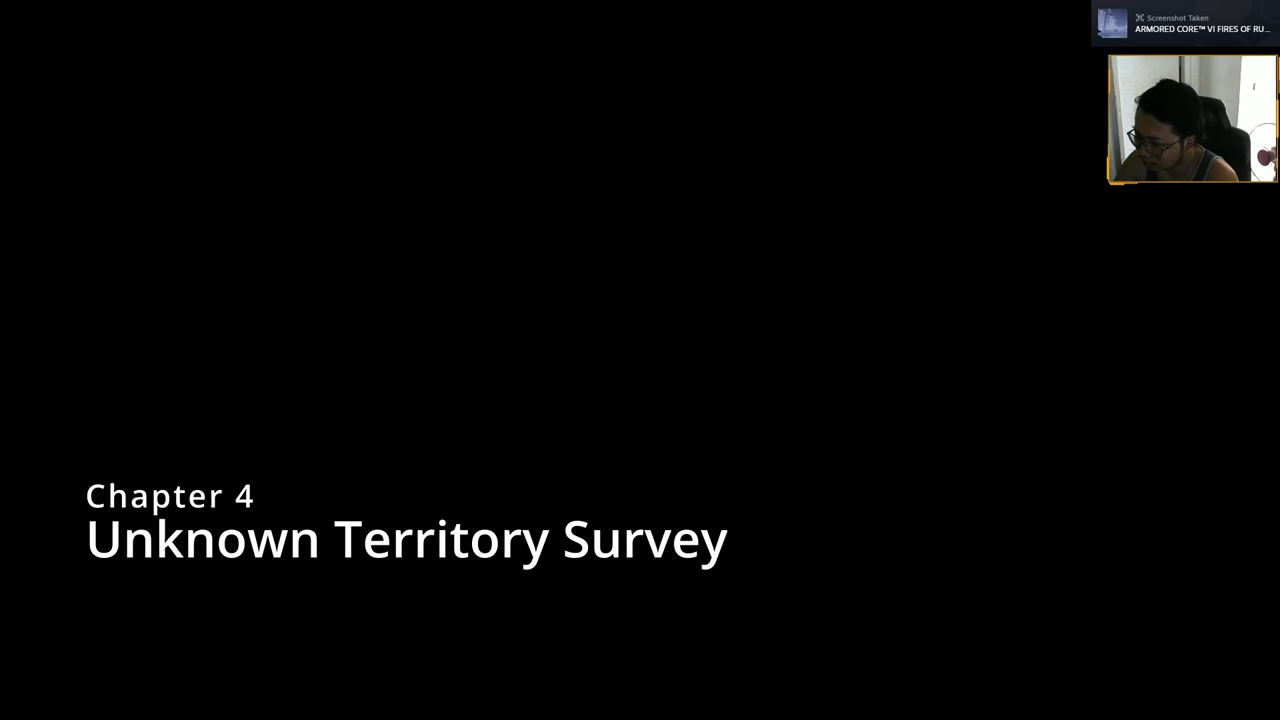 Screenshot Taken
ARMORED CORE™ VI FIRES OF RU...
Chapter 4
Unknown Territory Survey